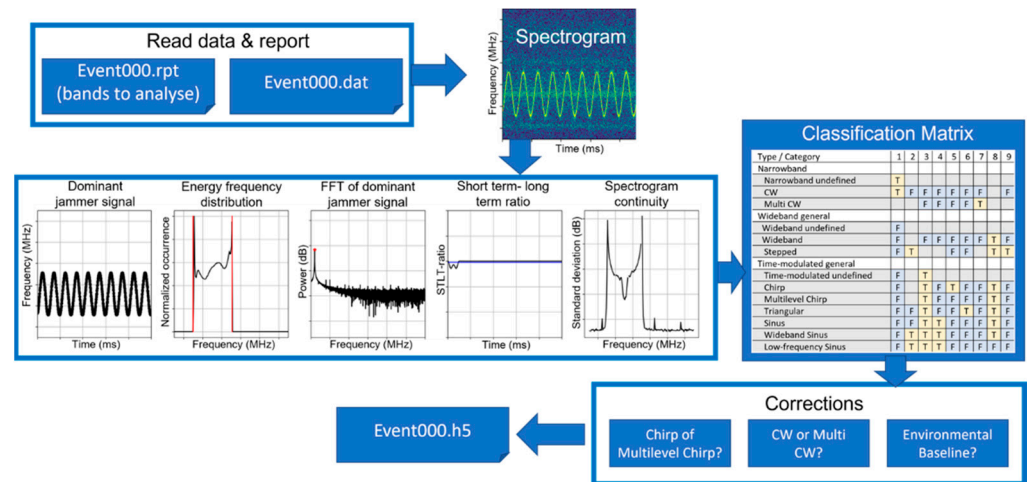 Read data & report
Event000.rpt
(bands to analyse)
Event000.dat
Spectrogram
Frequency (MHz)
Time (ms)
Dominant
jammer signal
Frequency (MHz)
Time (ms)
Energy frequency
distribution
Normalized occurrence
Frequency (MHz)
FFT of dominant
jammer signal
Power (dB)
Frequency (MHz)
Short term- long
term ratio
STLT-ratio
Time (ms)
Spectrogram
continuity
Standard deviation (dB)
Frequency (MHz)
Classification Matrix
Type / Category 1 2 3 4 5 6 7 8 9
Narrowband
Narrowband undefined T
CW T F F F F F F F
Multi CW F F F F T
Wideband general
Wideband undefined F
Wideband F F F F F F T F
Stepped F T F F T T
Time-modulated general
Time-modulated undefined F T
Chirp F T F T F F T F
Multilevel Chirp F T F F F F T F
Triangular F F T F F T F T F
Sinus F F T T F F F T F
Wideband Sinus F T T T F F F T F
Low-frequency Sinus F T T T F F F F F
Corrections
Chirp of
Multilevel Chirp?
CW or Multi
CW?
Environmental
Baseline?
Event000.h5